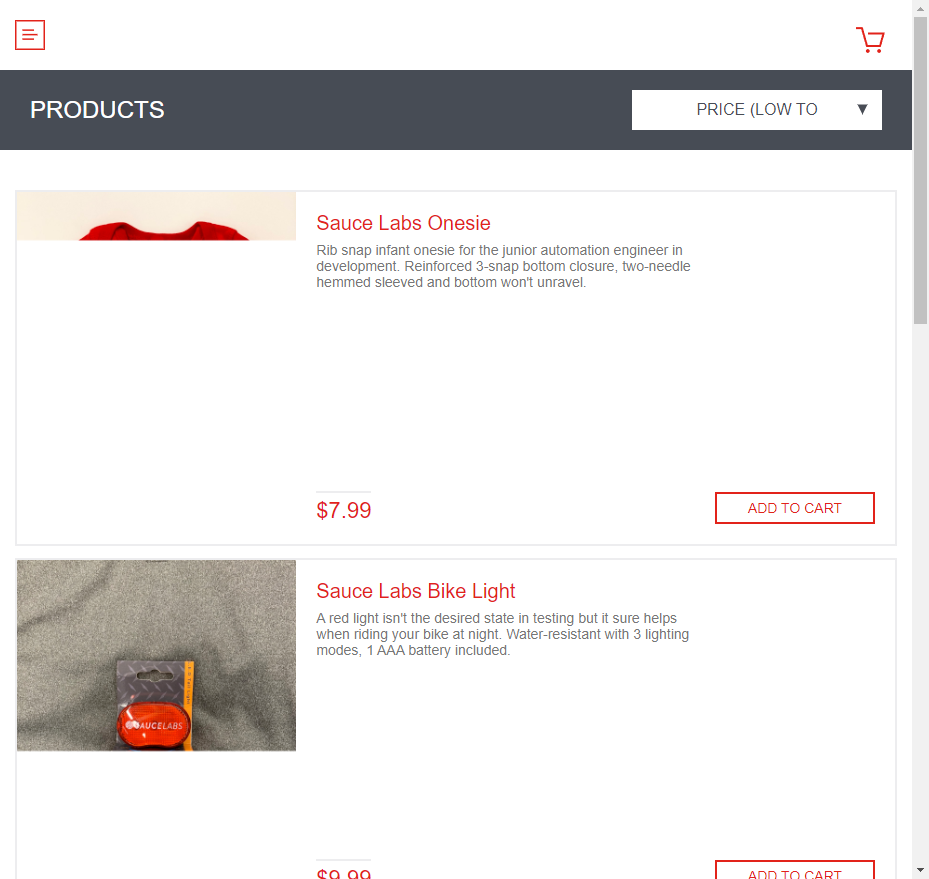 PRODUCTS
PRICE (LOW TO
Sauce Labs Onesie
Rib snap infant onesie for the junior automation engineer in
development. Reinforced 3-snap bottom closure, two-needle
hemmed sleeved and bottom won't unravel.
$7.99
ADD TO CART
Sauce Labs Bike Light
A red light isn't the desired state in testing but it sure helps
when riding your bike at night. Water-resistant with 3 lighting
modes, 1 AAA battery included.
SAUCELABS
$9.99
ADD TO CART